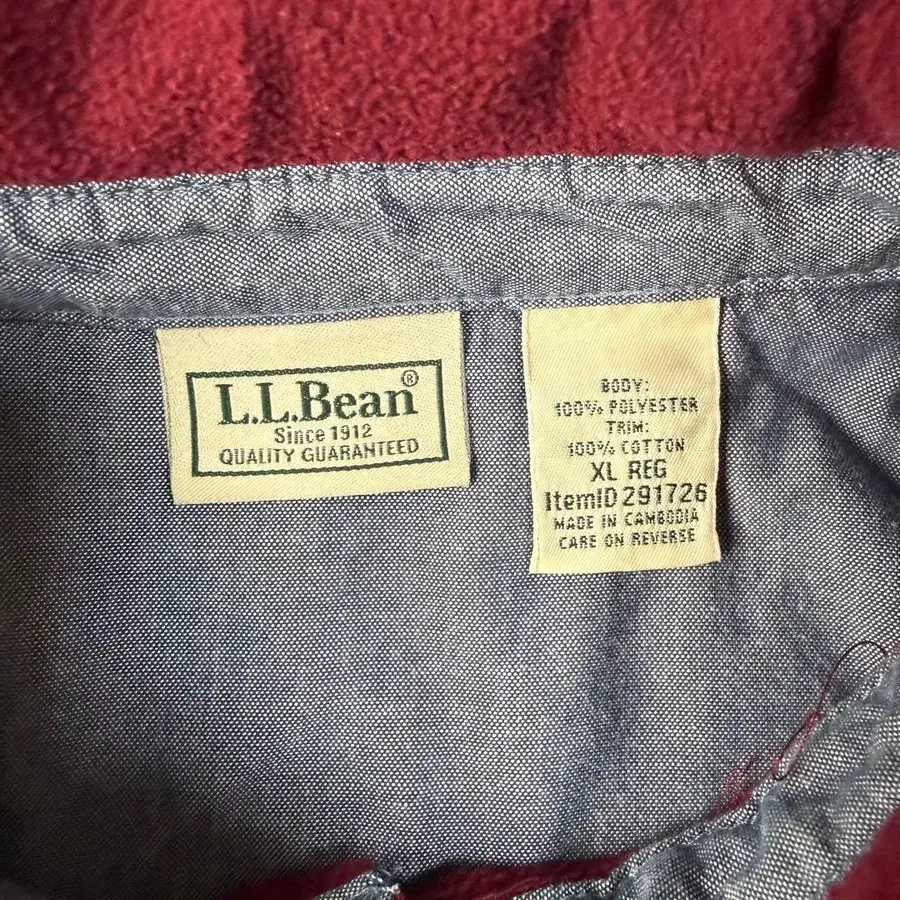 L.L.Bean®
Since 1912
QUALITY GUARANTEED
BODY:
100% POLYESTER
TRIM:
100% COTTON
XL REG
ItemID 291726
MADE IN CAMBODIA
CARE ON REVERSE